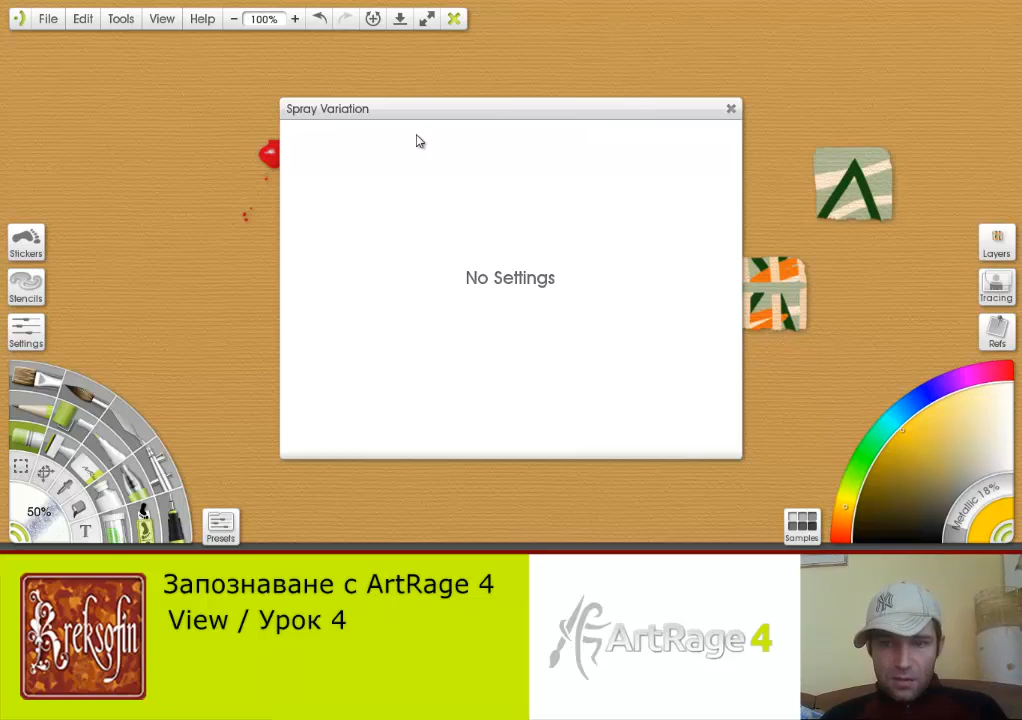 File Edit Tools View Help − 100% +
Spray Variation
No Settings
Stickers
Stencils
Settings
Layers
Tracing
Refs
50%
T
Presets
Metallic 18%
Samples
Запознаване с ArtRage 4
View / Урок 4
Kreksofin
ArtRage 4